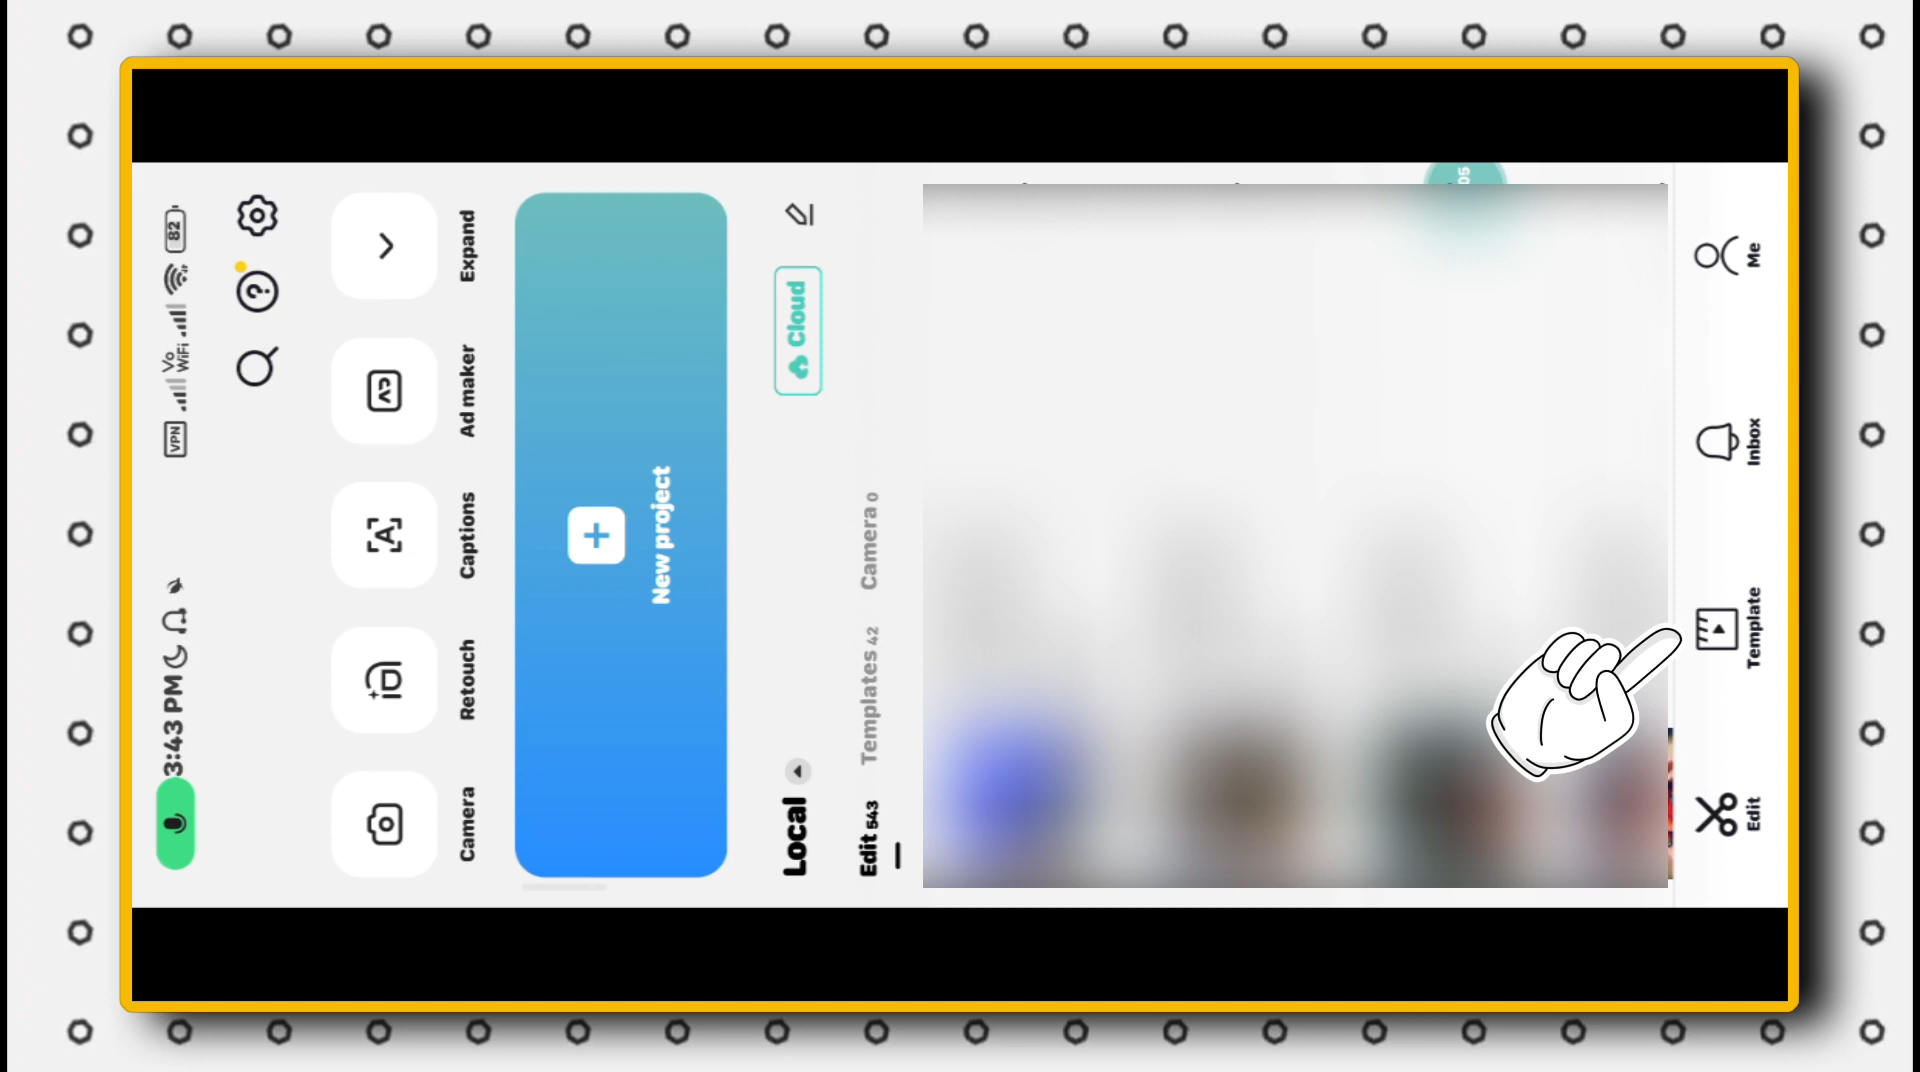 3:43 PM
VPN
Vo
WiFi
82
Camera
Retouch
Captions
Ad maker
Expand
New project
Local
Cloud
Edit 543
Templates 42
Camera 0
05
Edit
Template
Inbox
Me